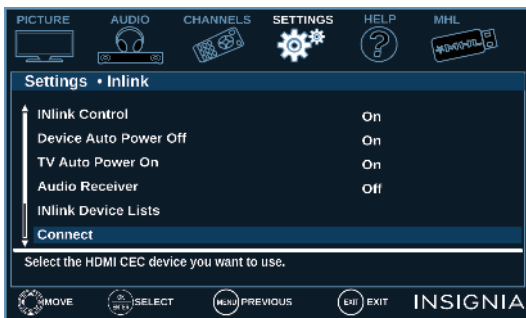 PICTURE AUDIO CHANNELS SETTINGS HELP MHL
Settings • Inlink
INlink Control On
Device Auto Power Off On
TV Auto Power On On
Audio Receiver Off
INlink Device Lists
Connect
Select the HDMI CEC device you want to use.
MOVE OK ENTER SELECT MENU PREVIOUS EXIT EXIT INSIGNIA